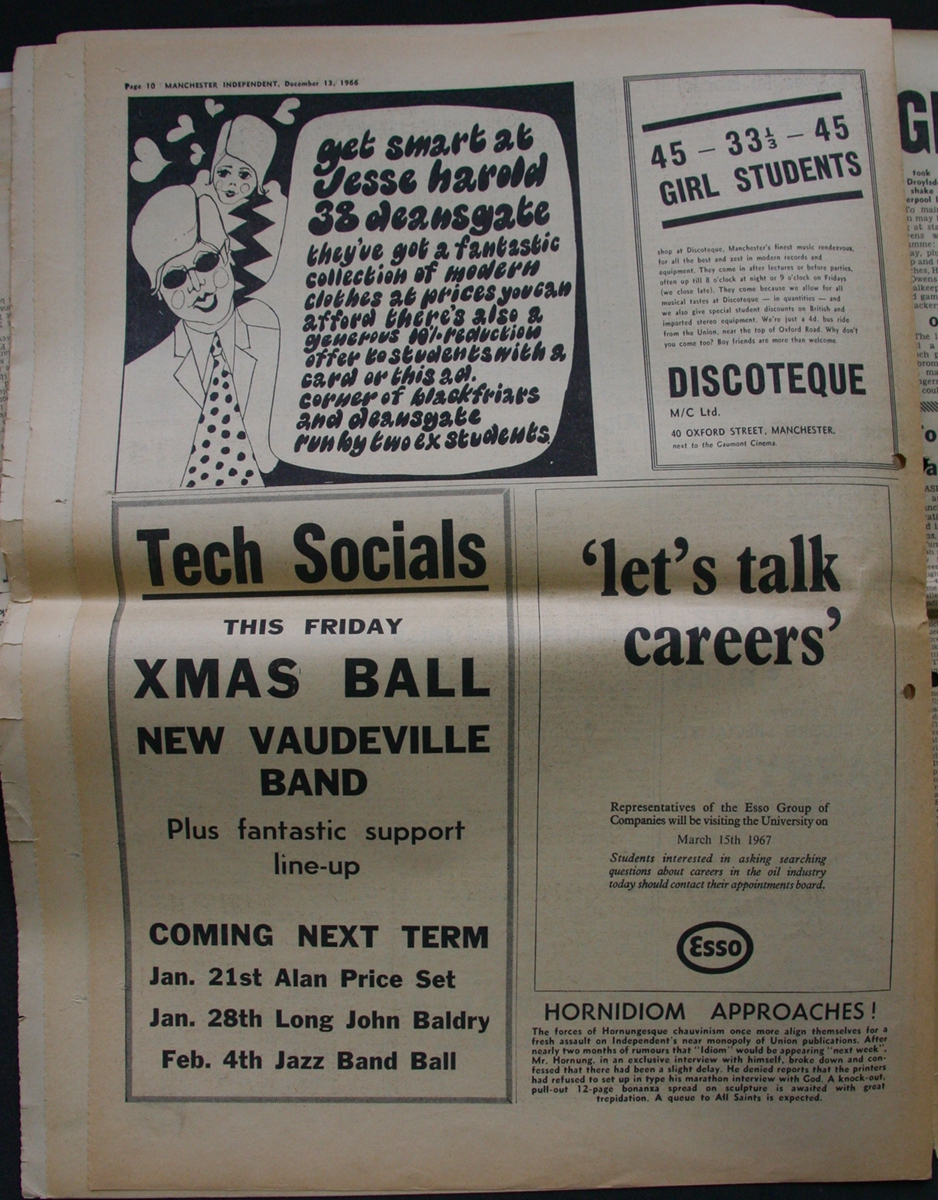 Page 10 MANCHESTER INDEPENDENT, December 13, 1966
get smart at
Jesse harold
38 deansgate
they've got a fantastic
collection of modern
clothes at prices you can
afford there's also a
generous 10% reduction
offer to students with a
card or this ad.
corner of blackfriars
and deansgate
run by two ex students.
45 – 33⅓ – 45
GIRL STUDENTS
shop at Discoteque, Manchester's finest music rendezvous,
for all the best and zest in modern records and
equipment. They come in after lectures or before parties,
often up till 8 o'clock at night or 9 o'clock on Fridays
(we close late). They come because we allow for all
musical tastes at Discoteque — in quantities — and
we also give special student discounts on British and
imported stereo equipment. We're just a 4d. bus ride
from the Union, near the top of Oxford Road. Why don't
you come too? Boy friends are more than welcome.
DISCOTEQUE
M/C Ltd.
40 OXFORD STREET, MANCHESTER.
next to the Gaumont Cinema.
Tech Socials
THIS FRIDAY
XMAS BALL
NEW VAUDEVILLE
BAND
Plus fantastic support
line-up
COMING NEXT TERM
Jan. 21st Alan Price Set
Jan. 28th Long John Baldry
Feb. 4th Jazz Band Ball
'let's talk
careers'
Representatives of the Esso Group of
Companies will be visiting the University on
March 15th 1967
Students interested in asking searching
questions about careers in the oil industry
today should contact their appointments board.
Esso
HORNIDIOM APPROACHES!
The forces of Hornungesque chauvinism once more align themselves for a
fresh assault on Independent's near monopoly of Union publications. After
nearly two months of rumours that "Idiom" would be appearing "next week",
Mr. Hornung, in an exclusive interview with himself, broke down and con-
fessed that there had been a slight delay. He denied reports that the printers
had refused to set up in type his marathon interview with God. A knock-out,
pull-out 12-page bonanza spread on sculpture is awaited with great
trepidation. A queue to All Saints is expected.